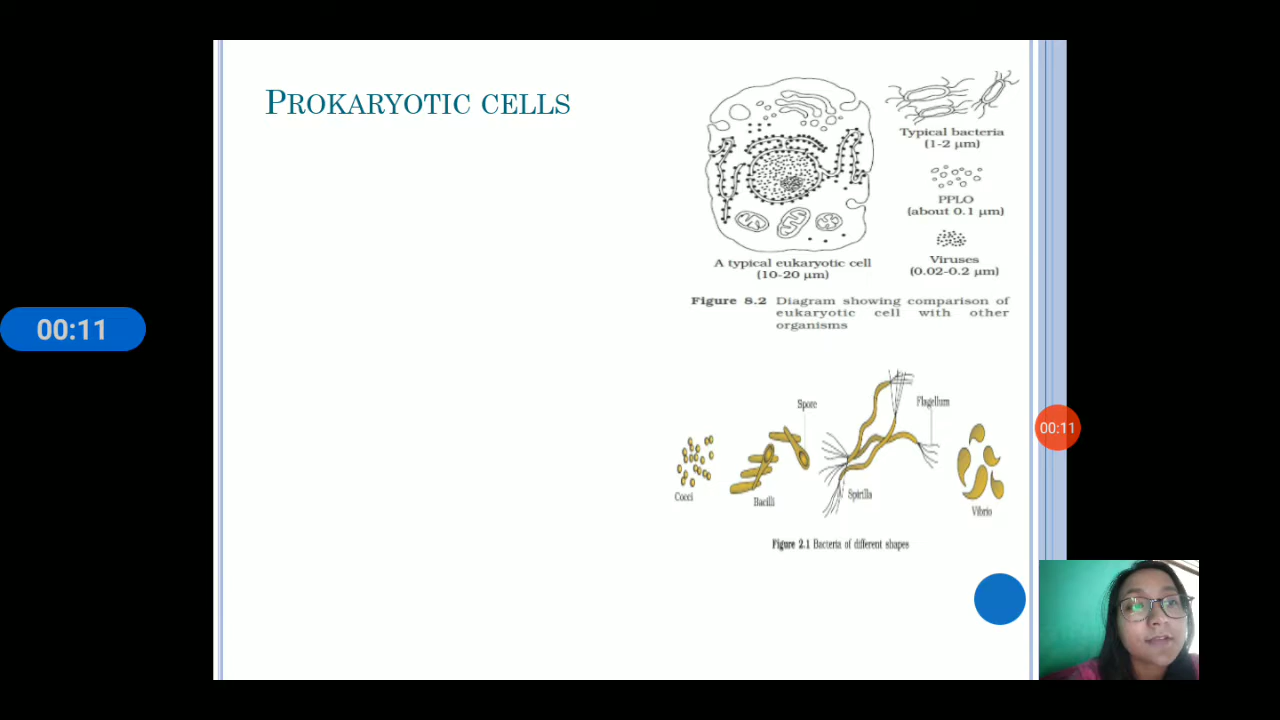 PROKARYOTIC CELLS
Typical bacteria
(1-2 µm)
PPLO
(about 0.1 µm)
Viruses
(0.02-0.2 µm)
A typical eukaryotic cell
(10-20 µm)
Figure 8.2 Diagram showing comparison of
eukaryotic cell with other
organisms
00:11
00:11
Spore
Flagellum
Cocci
Bacilli
Spirilla
Vibrio
Figure 2.1 Bacteria of different shapes